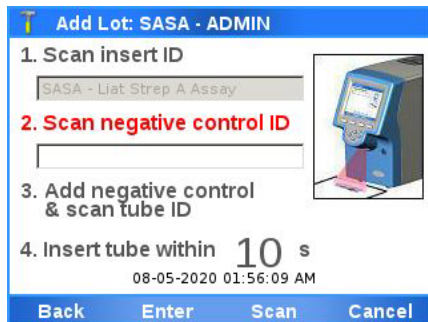 Add Lot: SASA - ADMIN
1. Scan insert ID
SASA - Liat Strep A Assay
2. Scan negative control ID
3. Add negative control
& scan tube ID
4. Insert tube within 10 s
08-05-2020 01:56:09 AM
Back Enter Scan Cancel